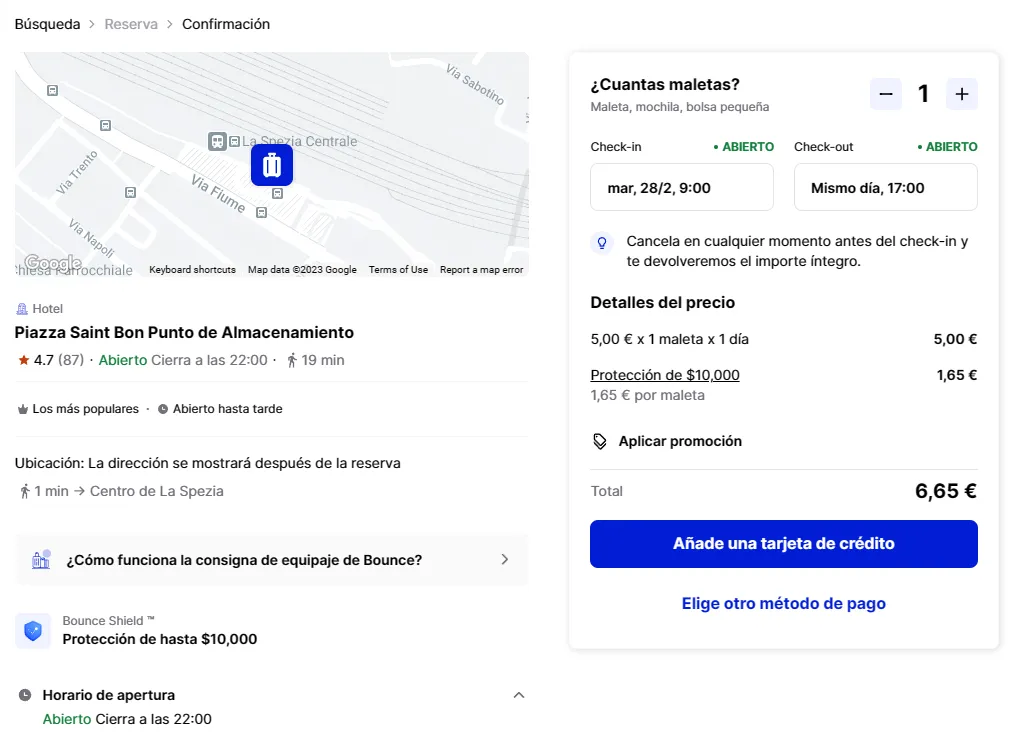 Búsqueda > Reserva > Confirmación
Via Sabotino
La Spezia Centrale
Via Trento
Via Fiume
Via Napoli
Google
Chiesa Parrocchiale
Keyboard shortcuts Map data ©2023 Google Terms of Use Report a map error
Hotel
Piazza Saint Bon Punto de Almacenamiento
4.7 (87) · Abierto Cierra a las 22:00 · 19 min
Los más populares · Abierto hasta tarde
Ubicación: La dirección se mostrará después de la reserva
1 min → Centro de La Spezia
¿Cómo funciona la consigna de equipaje de Bounce?
Bounce Shield ™
Protección de hasta $10,000
Horario de apertura
Abierto Cierra a las 22:00
¿Cuantas maletas?
Maleta, mochila, bolsa pequeña
− 1 +
Check-in • ABIERTO
mar, 28/2, 9:00
Check-out • ABIERTO
Mismo día, 17:00
Cancela en cualquier momento antes del check-in y
te devolveremos el importe íntegro.
Detalles del precio
5,00 € x 1 maleta x 1 día 5,00 €
Protección de $10,000 1,65 €
1,65 € por maleta
Aplicar promoción
Total 6,65 €
Añade una tarjeta de crédito
Elige otro método de pago